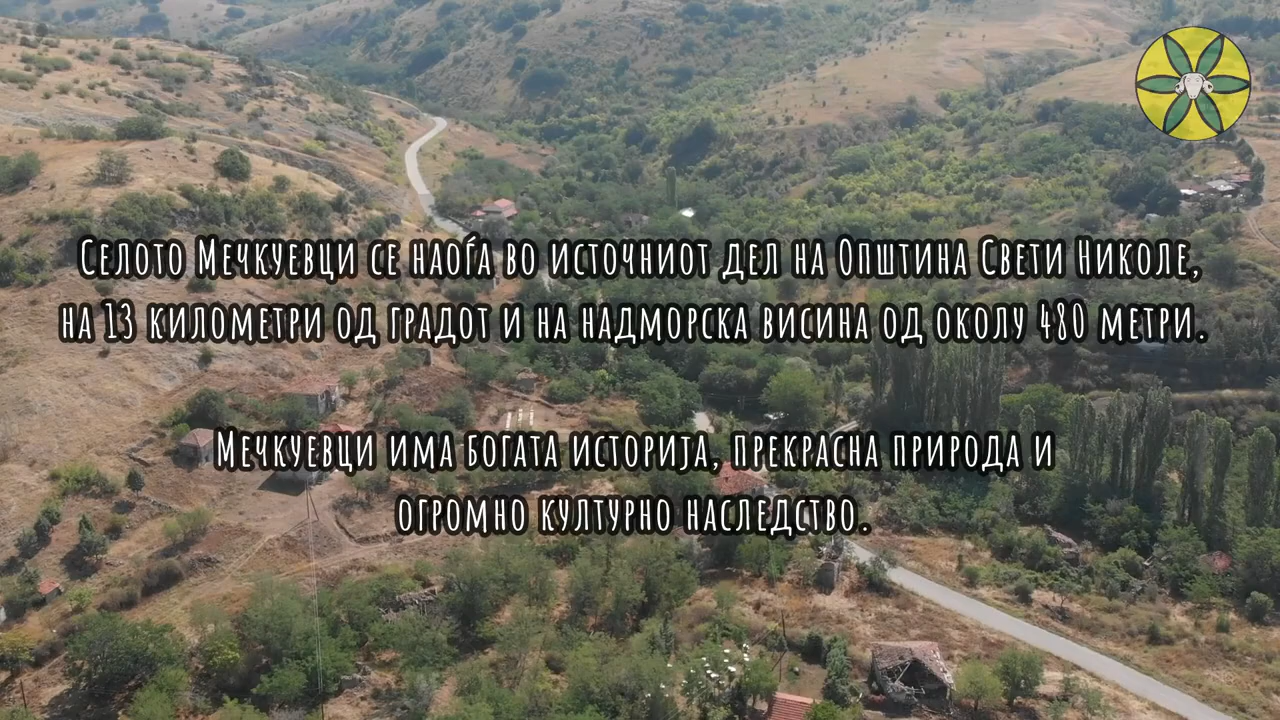 Селото Мечкуевци се наоѓа во источниот дел на Општина Свети Николе,
на 13 километри од градот и на надморска висина од околу 480 метри.
Мечкуевци има богата историја, прекрасна природа и
огромно културно наследство.